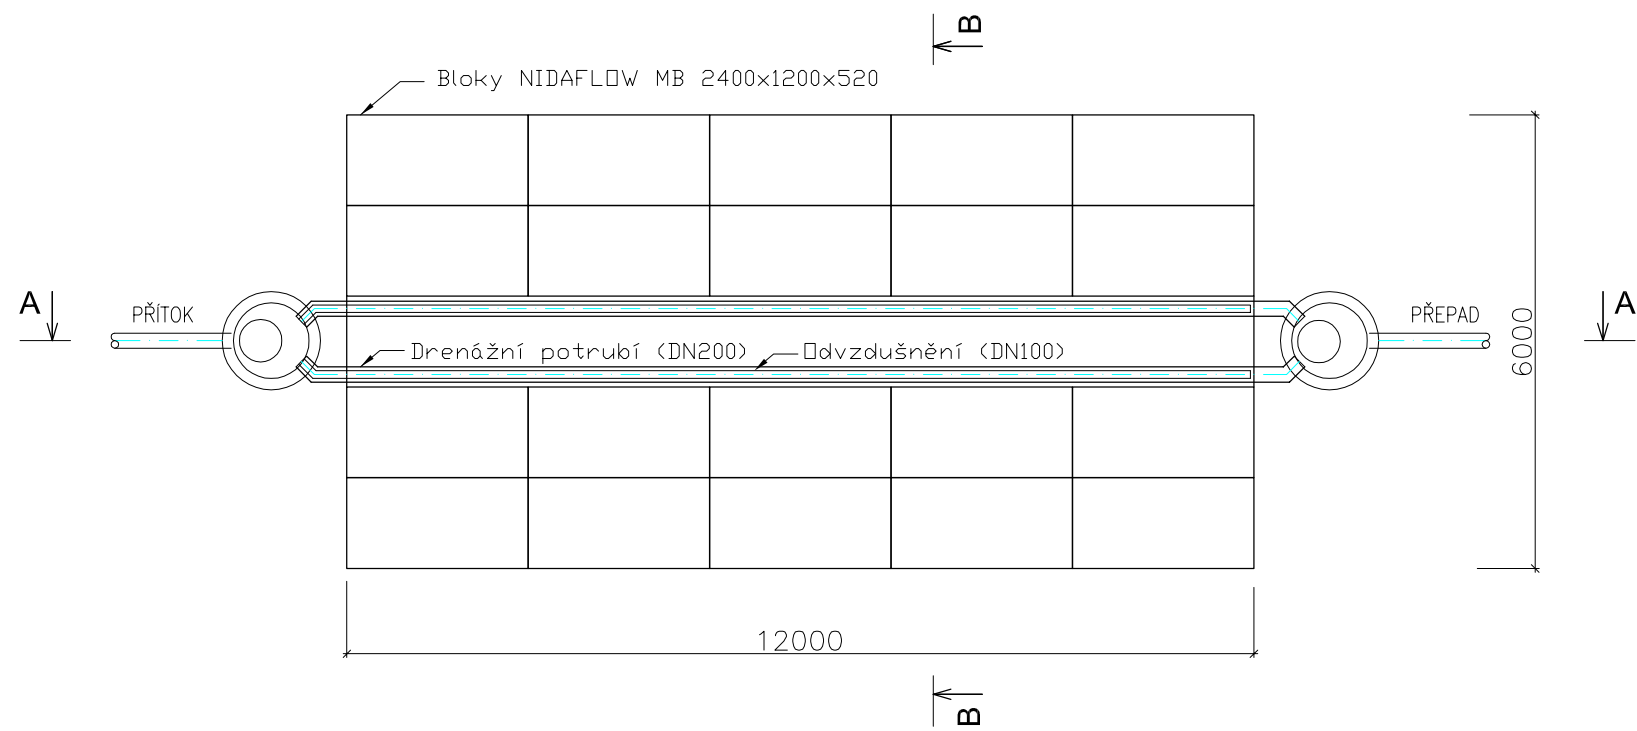 B
Bloky NIDAFLOW MB 2400x1200x520
A
PŘÍTOK
PŘEPAD
A
Drenážní potrubí (DN200)
Odvzdušnění (DN100)
6000
12000
B